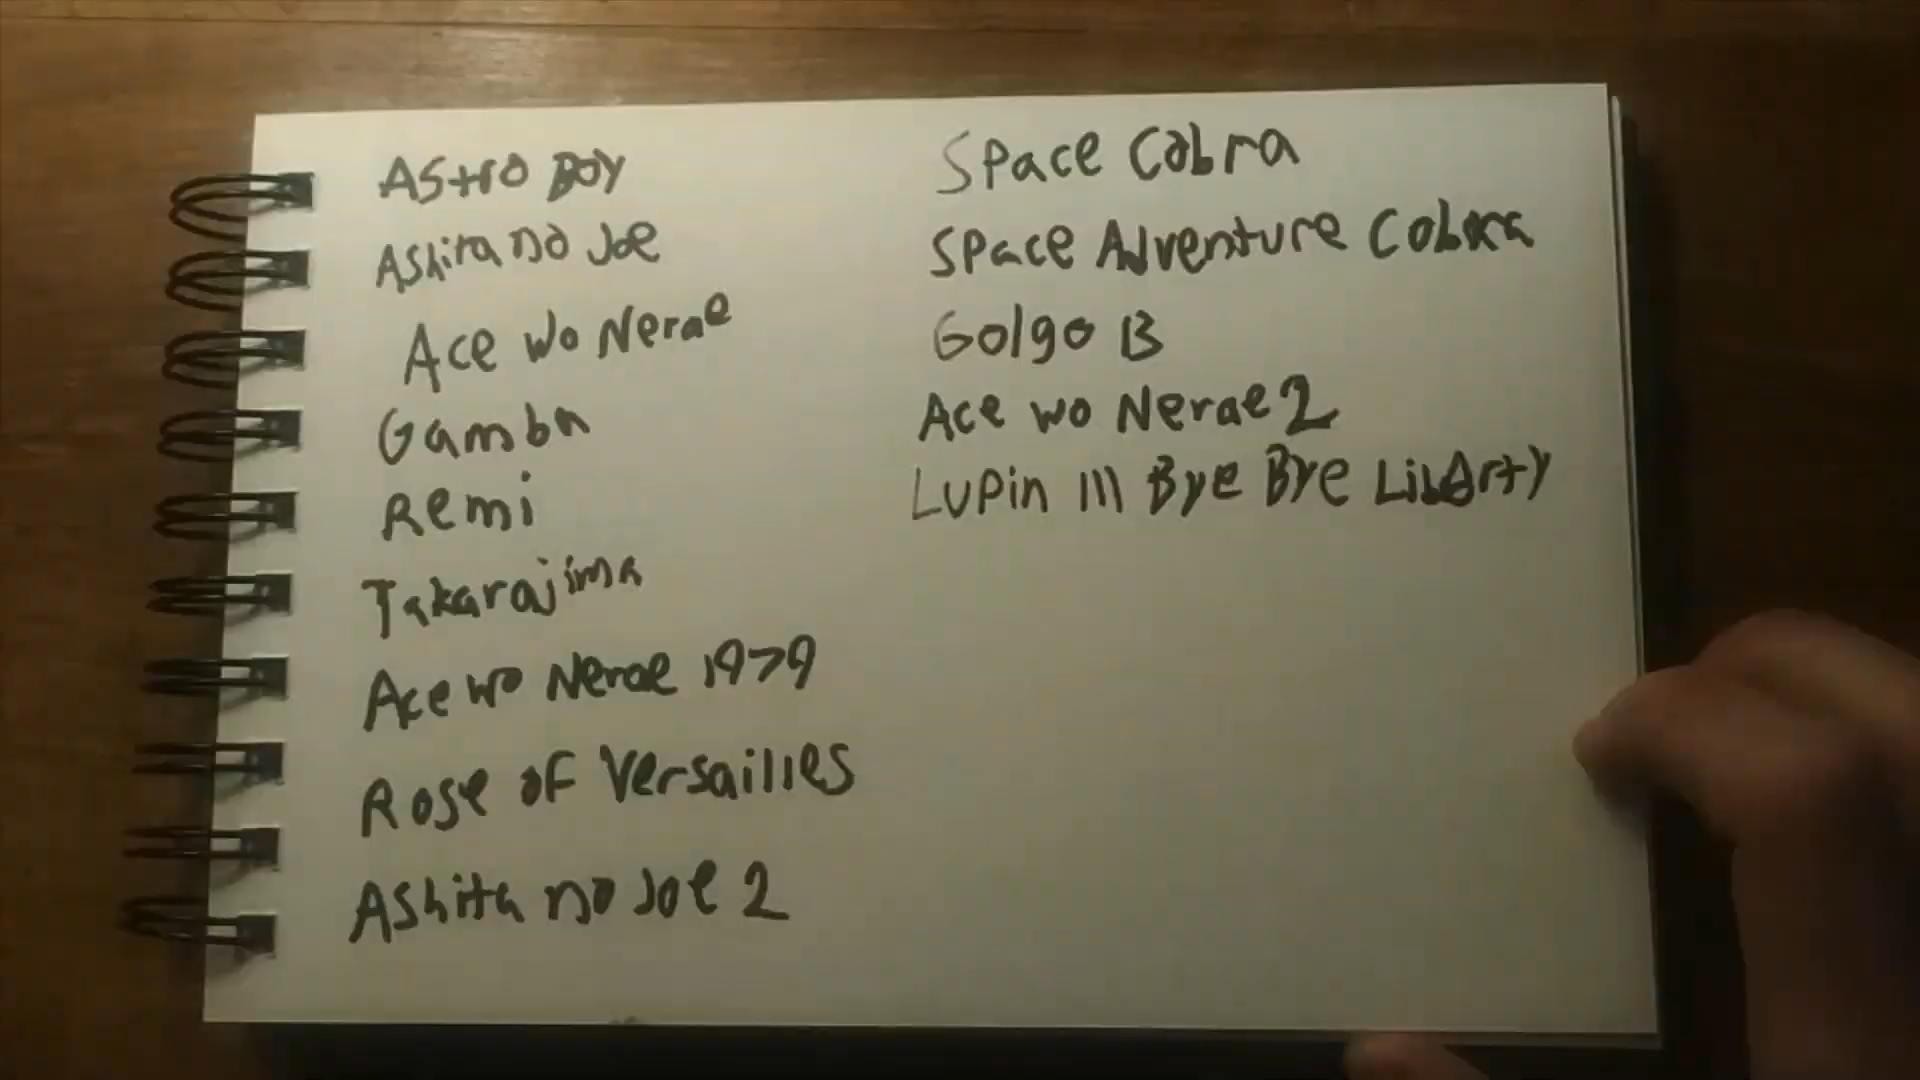 Astro Boy
Ashita no Joe
Ace wo Nerae
Gamba
Remi
Takarajima
Ace wo Nerae 1979
Rose of Versailles
Ashita no Joe 2
Space Cobra
Space Adventure Cobra
Golgo 13
Ace wo Nerae 2
Lupin III Bye Bye Liberty